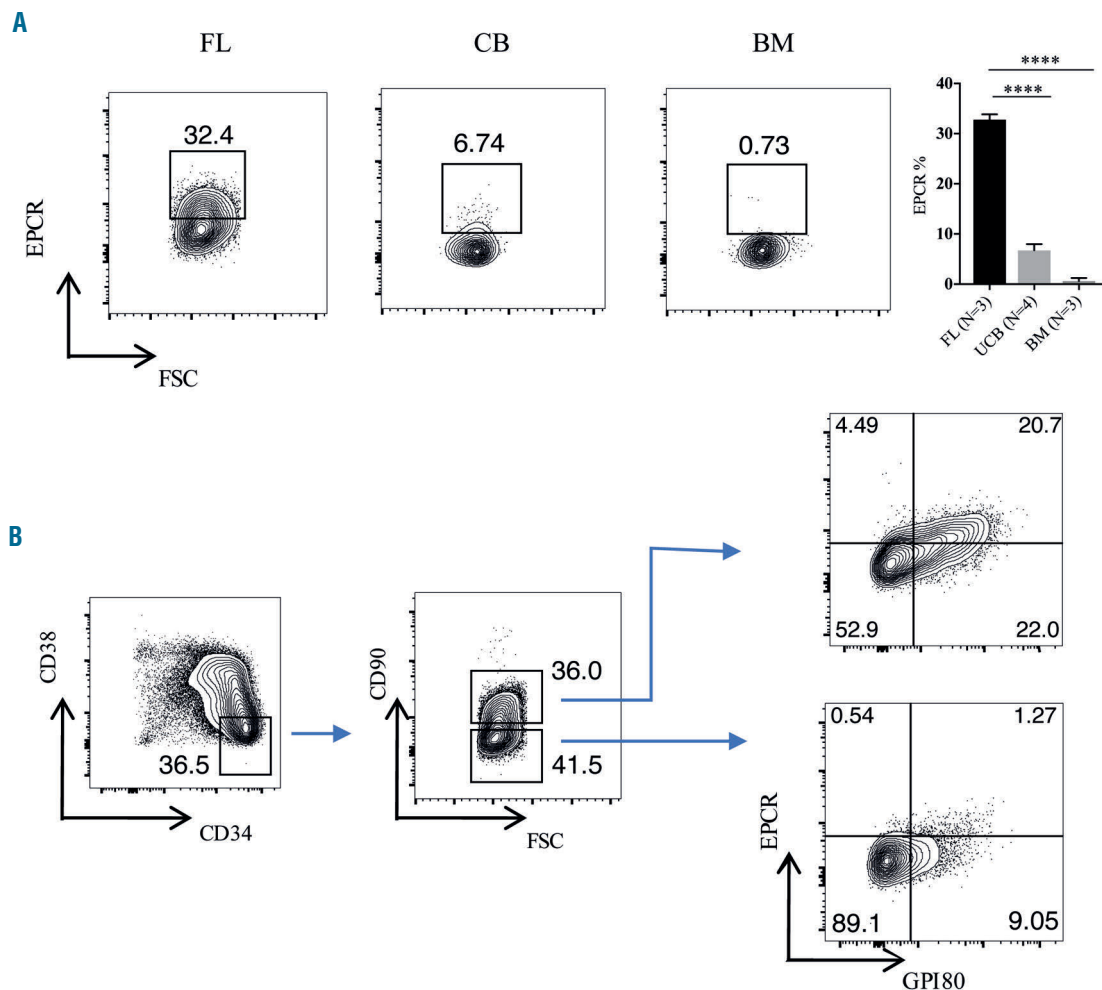 A
FL
CB
BM
32.4
6.74
0.73
EPCR
FSC
****
****
40
30
20
10
0
EPCR %
FL (N=3)
UCB (N=4)
BM (N=3)
B
CD38
36.5
CD34
CD90
36.0
41.5
FSC
4.49
20.7
52.9
22.0
0.54
1.27
EPCR
89.1
9.05
GPI80